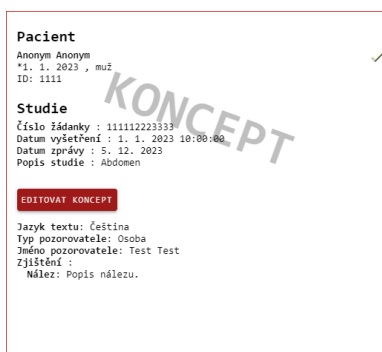 Pacient
Anonym Anonym
*1. 1. 2023 , muž
ID: 1111
KONCEPT
Studie
Číslo žádanky : 111112223333
Datum vyšetření : 1. 1. 2023 10:00:00
Datum zprávy : 5. 12. 2023
Popis studie : Abdomen
EDITOVAT KONCEPT
Jazyk textu: Čeština
Typ pozorovatele: Osoba
Jméno pozorovatele: Test Test
Zjištění :
Nález: Popis nálezu.